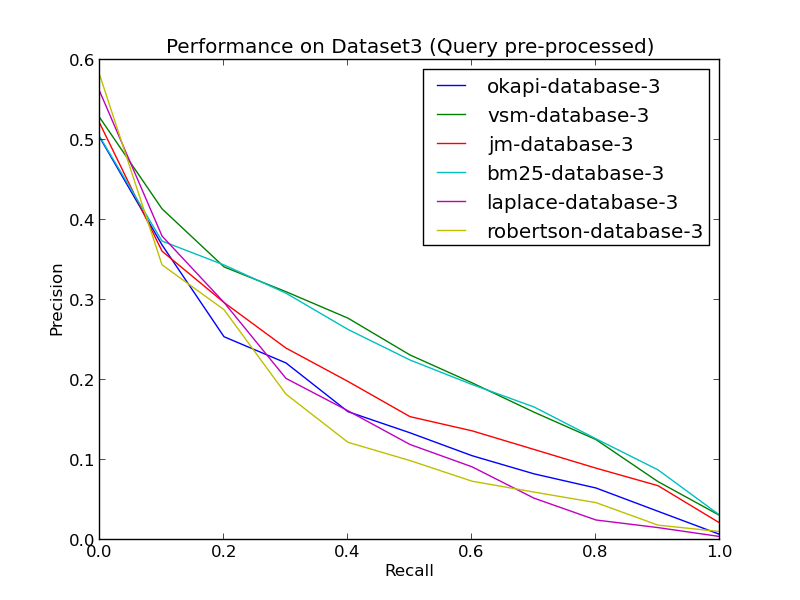 Performance on Dataset3 (Query pre-processed)
0.6
0.5
0.4
0.3
0.2
0.1
0.0
Precision
okapi-database-3
vsm-database-3
jm-database-3
bm25-database-3
laplace-database-3
robertson-database-3
0.0 0.2 0.4 0.6 0.8 1.0
Recall